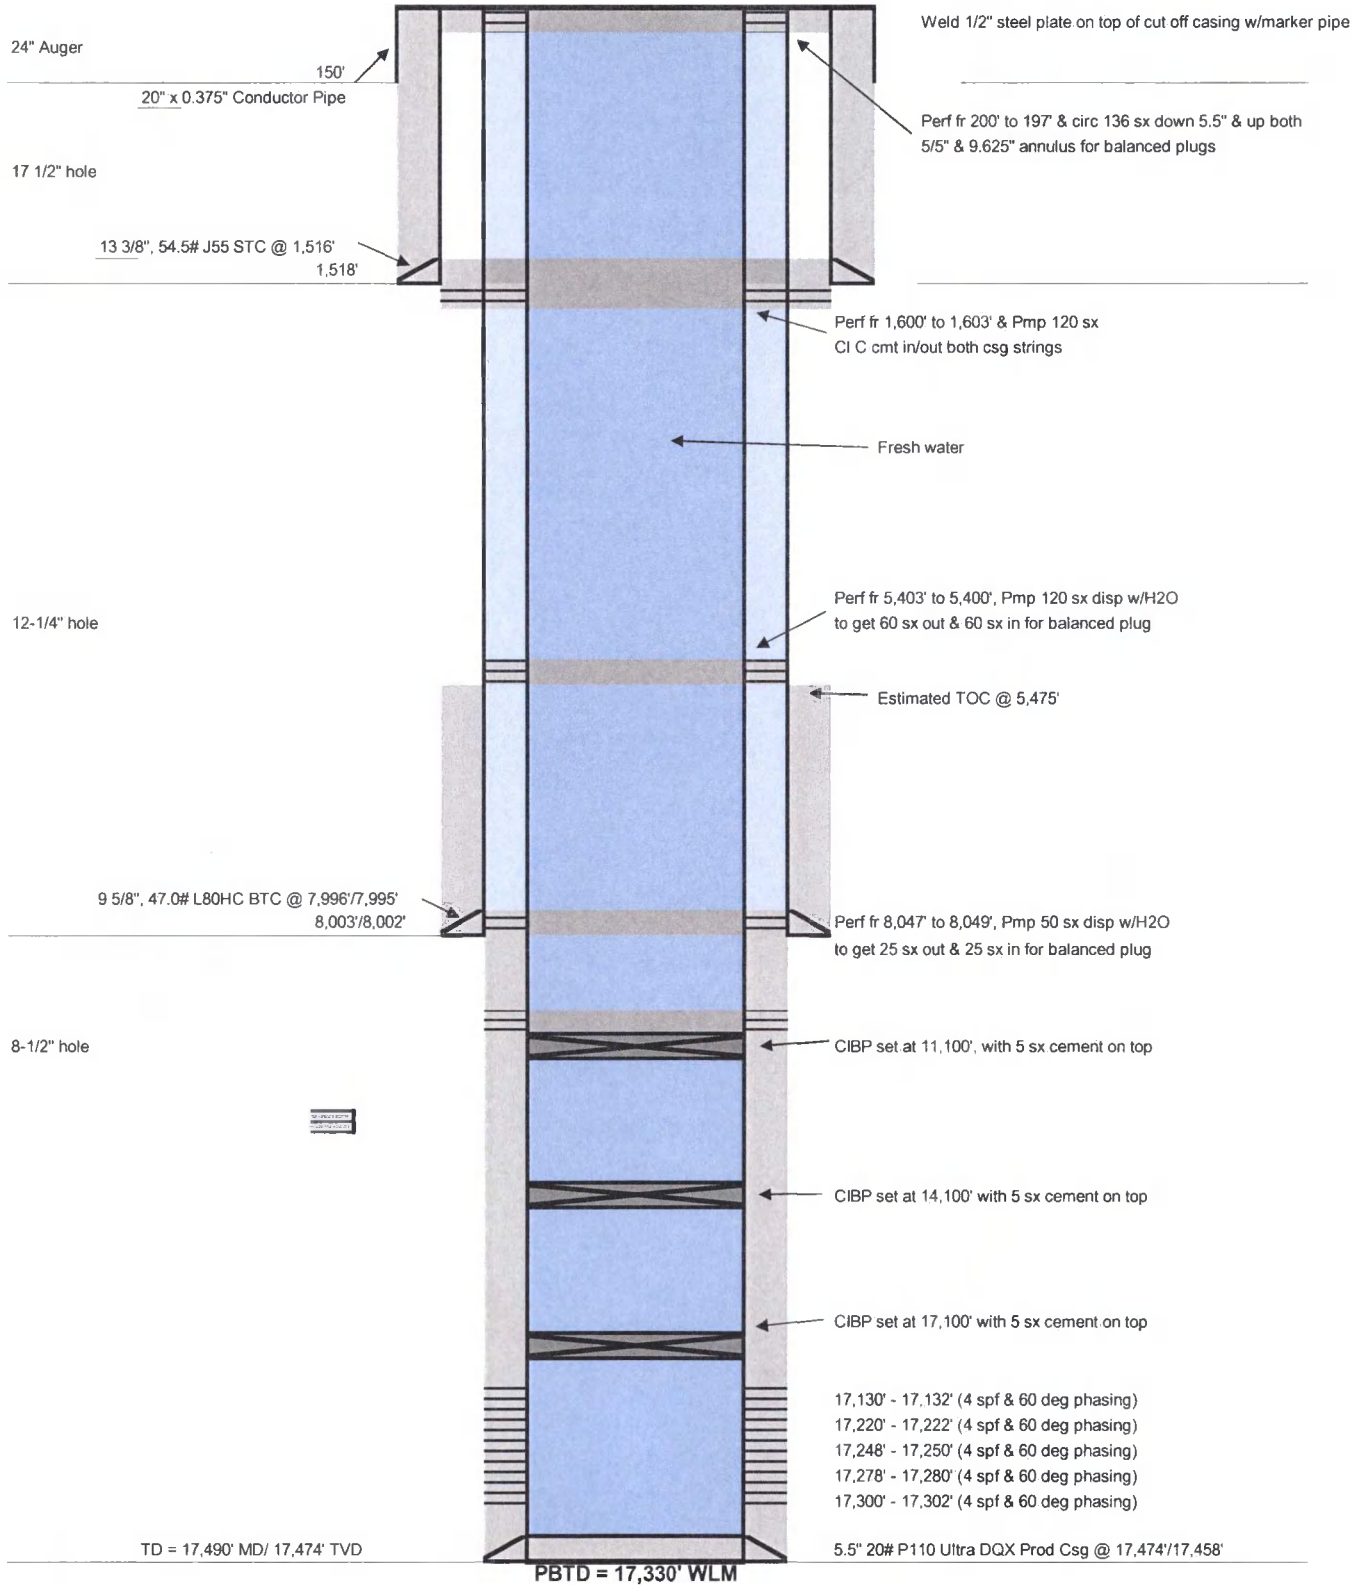 Weld 1/2" steel plate on top of cut off casing w/marker pipe
24" Auger
150'
20" x 0.375" Conductor Pipe
Perf fr 200' to 197' & circ 136 sx down 5.5" & up both
5/5" & 9.625" annulus for balanced plugs
17 1/2" hole
13 3/8", 54.5# J55 STC @ 1,516'
1,518'
Perf fr 1,600' to 1,603' & Pmp 120 sx
Cl C cmt in/out both csg strings
Fresh water
Perf fr 5,403' to 5,400', Pmp 120 sx disp w/H2O
to get 60 sx out & 60 sx in for balanced plug
12-1/4" hole
Estimated TOC @ 5,475'
9 5/8", 47.0# L80HC BTC @ 7,996'/7,995'
8,003'/8,002'
Perf fr 8,047' to 8,049', Pmp 50 sx disp w/H2O
to get 25 sx out & 25 sx in for balanced plug
8-1/2" hole
CIBP set at 11,100', with 5 sx cement on top
CIBP set at 14,100' with 5 sx cement on top
CIBP set at 17,100' with 5 sx cement on top
17,130' - 17,132' (4 spf & 60 deg phasing)
17,220' - 17,222' (4 spf & 60 deg phasing)
17,248' - 17,250' (4 spf & 60 deg phasing)
17,278' - 17,280' (4 spf & 60 deg phasing)
17,300' - 17,302' (4 spf & 60 deg phasing)
TD = 17,490' MD/ 17,474' TVD
5.5" 20# P110 Ultra DQX Prod Csg @ 17,474'/17,458'
PBTD = 17,330' WLM